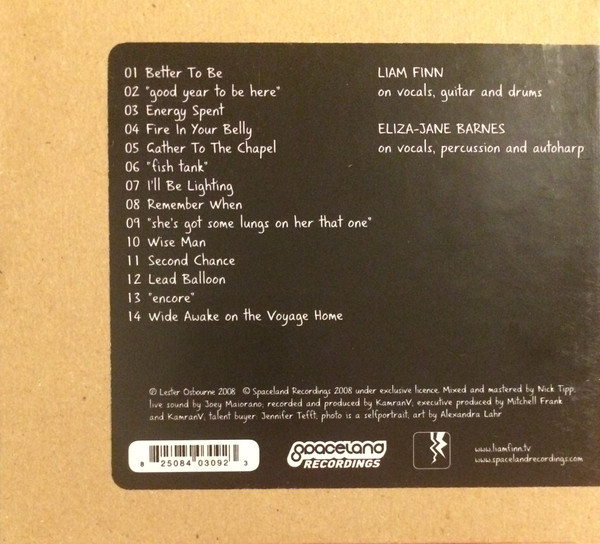 01 Better To Be
02 "good year to be here"
03 Energy Spent
04 Fire In Your Belly
05 Gather To The Chapel
06 "fish tank"
07 I'll Be Lighting
08 Remember When
09 "she's got some lungs on her that one"
10 Wise Man
11 Second Chance
12 Lead Balloon
13 "encore"
14 Wide Awake on the Voyage Home
LIAM FINN
on vocals, guitar and drums
ELIZA-JANE BARNES
on vocals, percussion and autoharp
℗ Lester Osbourne 2008 © Spaceland Recordings 2008 under exclusive licence. Mixed and mastered by Nick Tipp,
live sound by Joey Maiorano; recorded and produced by KamranV; executive produced by Mitchell Frank
and KamranV; talent buyer: Jennifer Tefft; photo is a selfportrait; art by Alexandra Lahr
8 25084 03092 3
spaceland
RECORDINGS
www.liamfinn.tv
www.spacelandrecordings.com